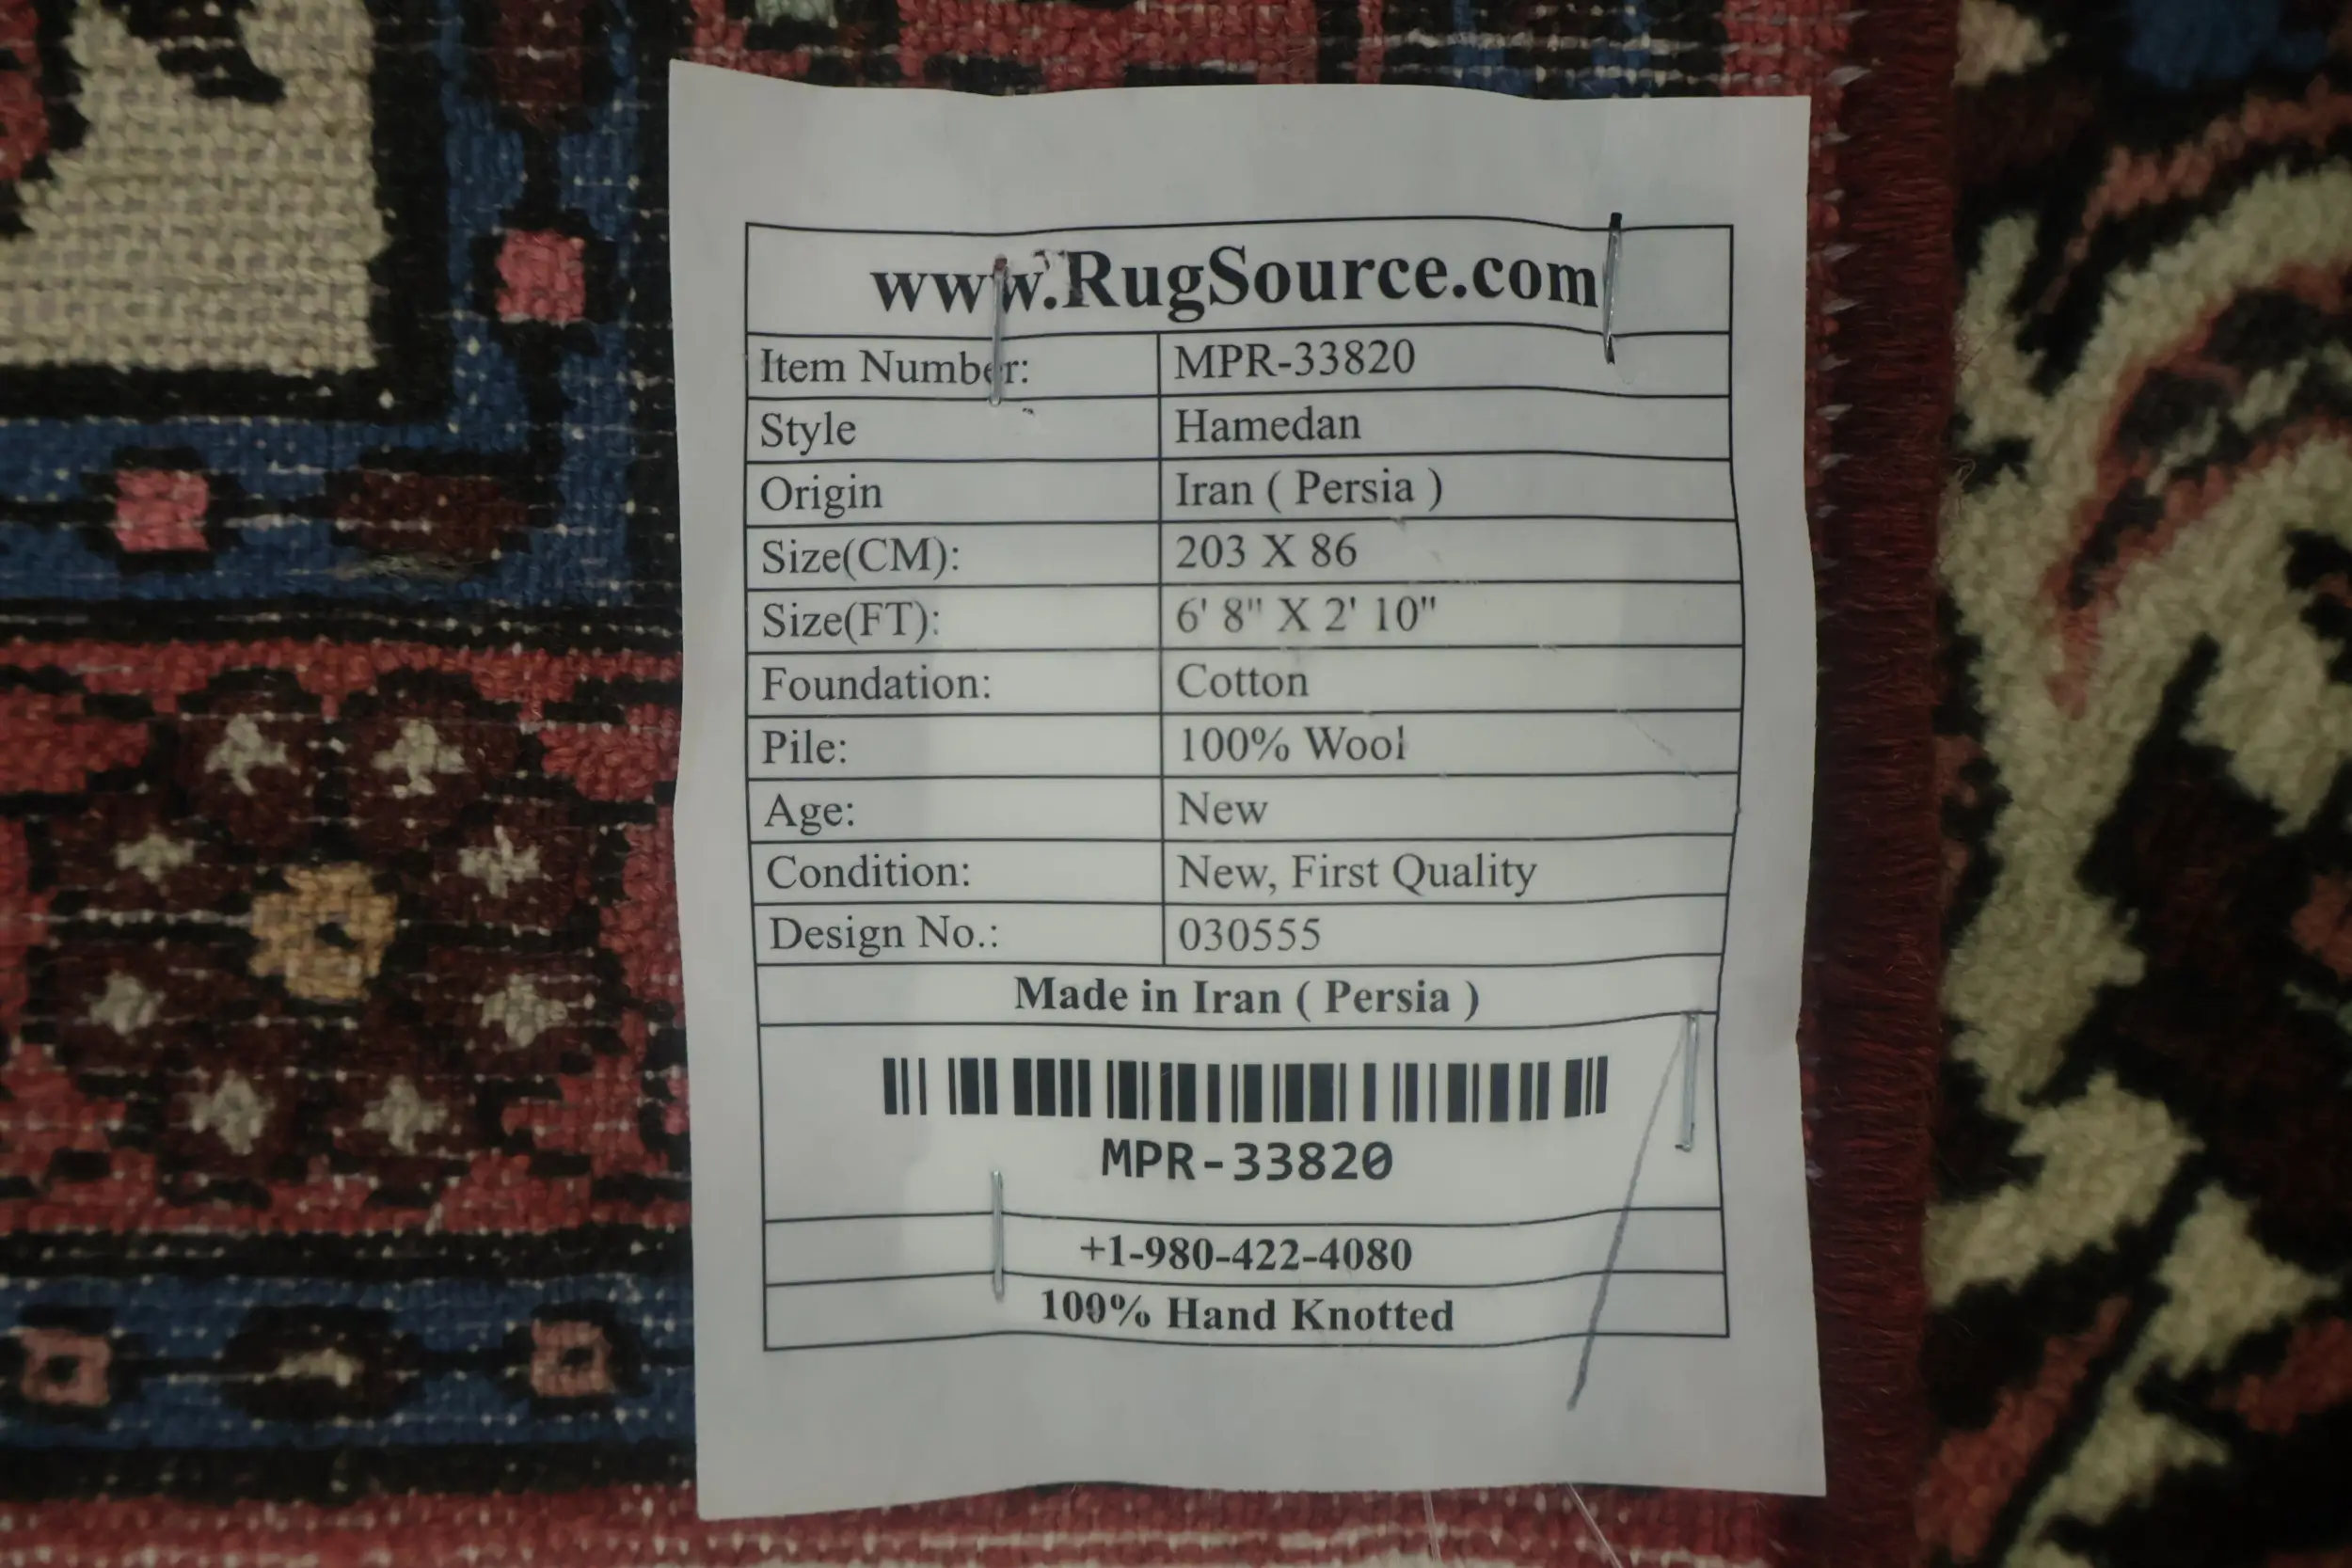 www.RugSource.com
Item Number: MPR-33820
Style Hamedan
Origin Iran ( Persia )
Size(CM): 203 X 86
Size(FT): 6' 8" X 2' 10"
Foundation: Cotton
Pile: 100% Wool
Age: New
Condition: New, First Quality
Design No.: 030555
Made in Iran ( Persia )
MPR-33820
+1-980-422-4080
100% Hand Knotted